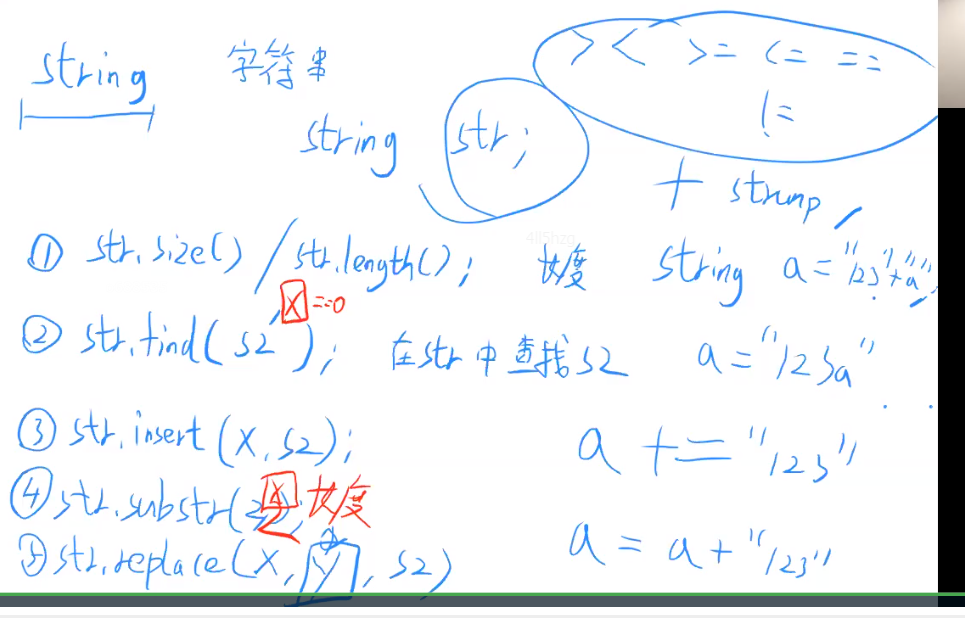 string 字符串
> < >= <= ==
!=
string str;
+ strcmp,
① str.size() / str.length(); 长度
string a = "123" + "a";
② str.find(s2, x); 在str中查找s2
x ==0
a = "123a"
③ str.insert(x, s2);
a += "123"
④ str.substr( 长度
⑤ str.replace(x, y, s2)
a = a + "123"